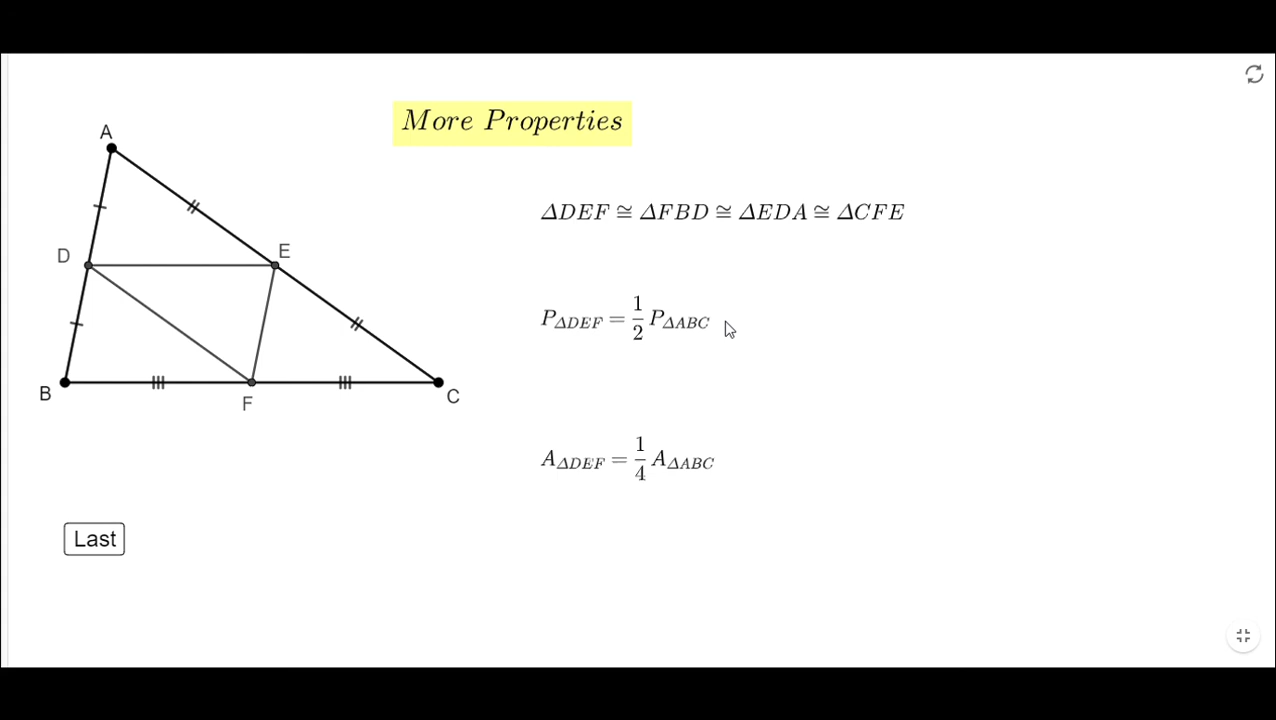 More Properties
A
ΔDEF ≅ ΔFBD ≅ ΔEDA ≅ ΔCFE
D
E
P_ΔDEF = 1/2 P_ΔABC
B
F
C
A_ΔDEF = 1/4 A_ΔABC
Last